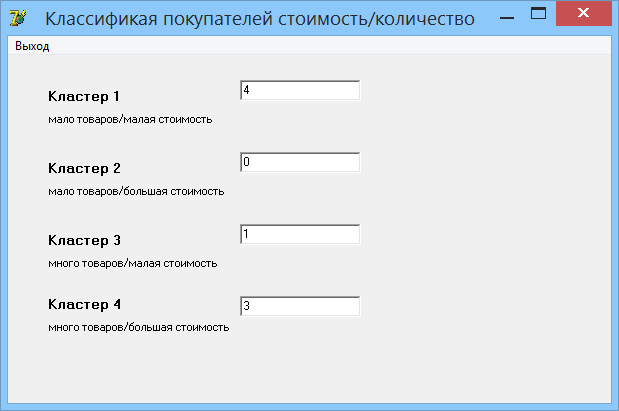 Классификая покупателей стоимость/количество
Выход
Кластер 1
4
мало товаров/малая стоимость
Кластер 2
0
мало товаров/большая стоимость
Кластер 3
1
много товаров/малая стоимость
Кластер 4
3
много товаров/большая стоимость